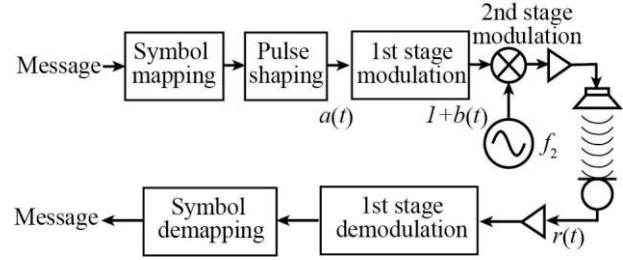 2nd stage
modulation
Message
Symbol
mapping
Pulse
shaping
1st stage
modulation
a(t)
1+b(t)
f₂
Message
Symbol
demapping
1st stage
demodulation
r(t)